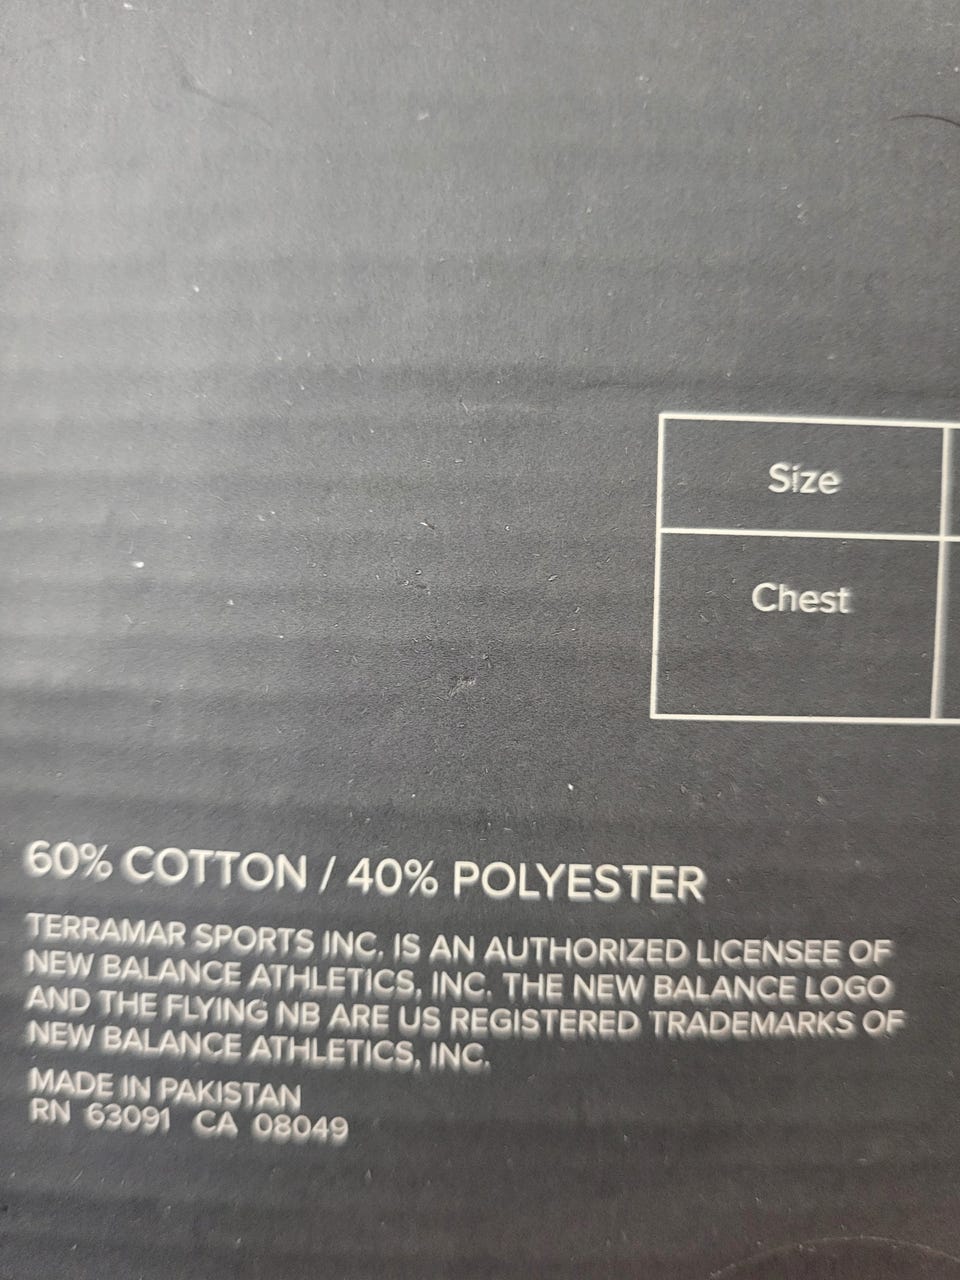 Size
Chest
60% COTTON / 40% POLYESTER
TERRAMAR SPORTS INC. IS AN AUTHORIZED LICENSEE OF
NEW BALANCE ATHLETICS, INC. THE NEW BALANCE LOGO
AND THE FLYING NB ARE US REGISTERED TRADEMARKS OF
NEW BALANCE ATHLETICS, INC.
MADE IN PAKISTAN
RN 63091 CA 08049